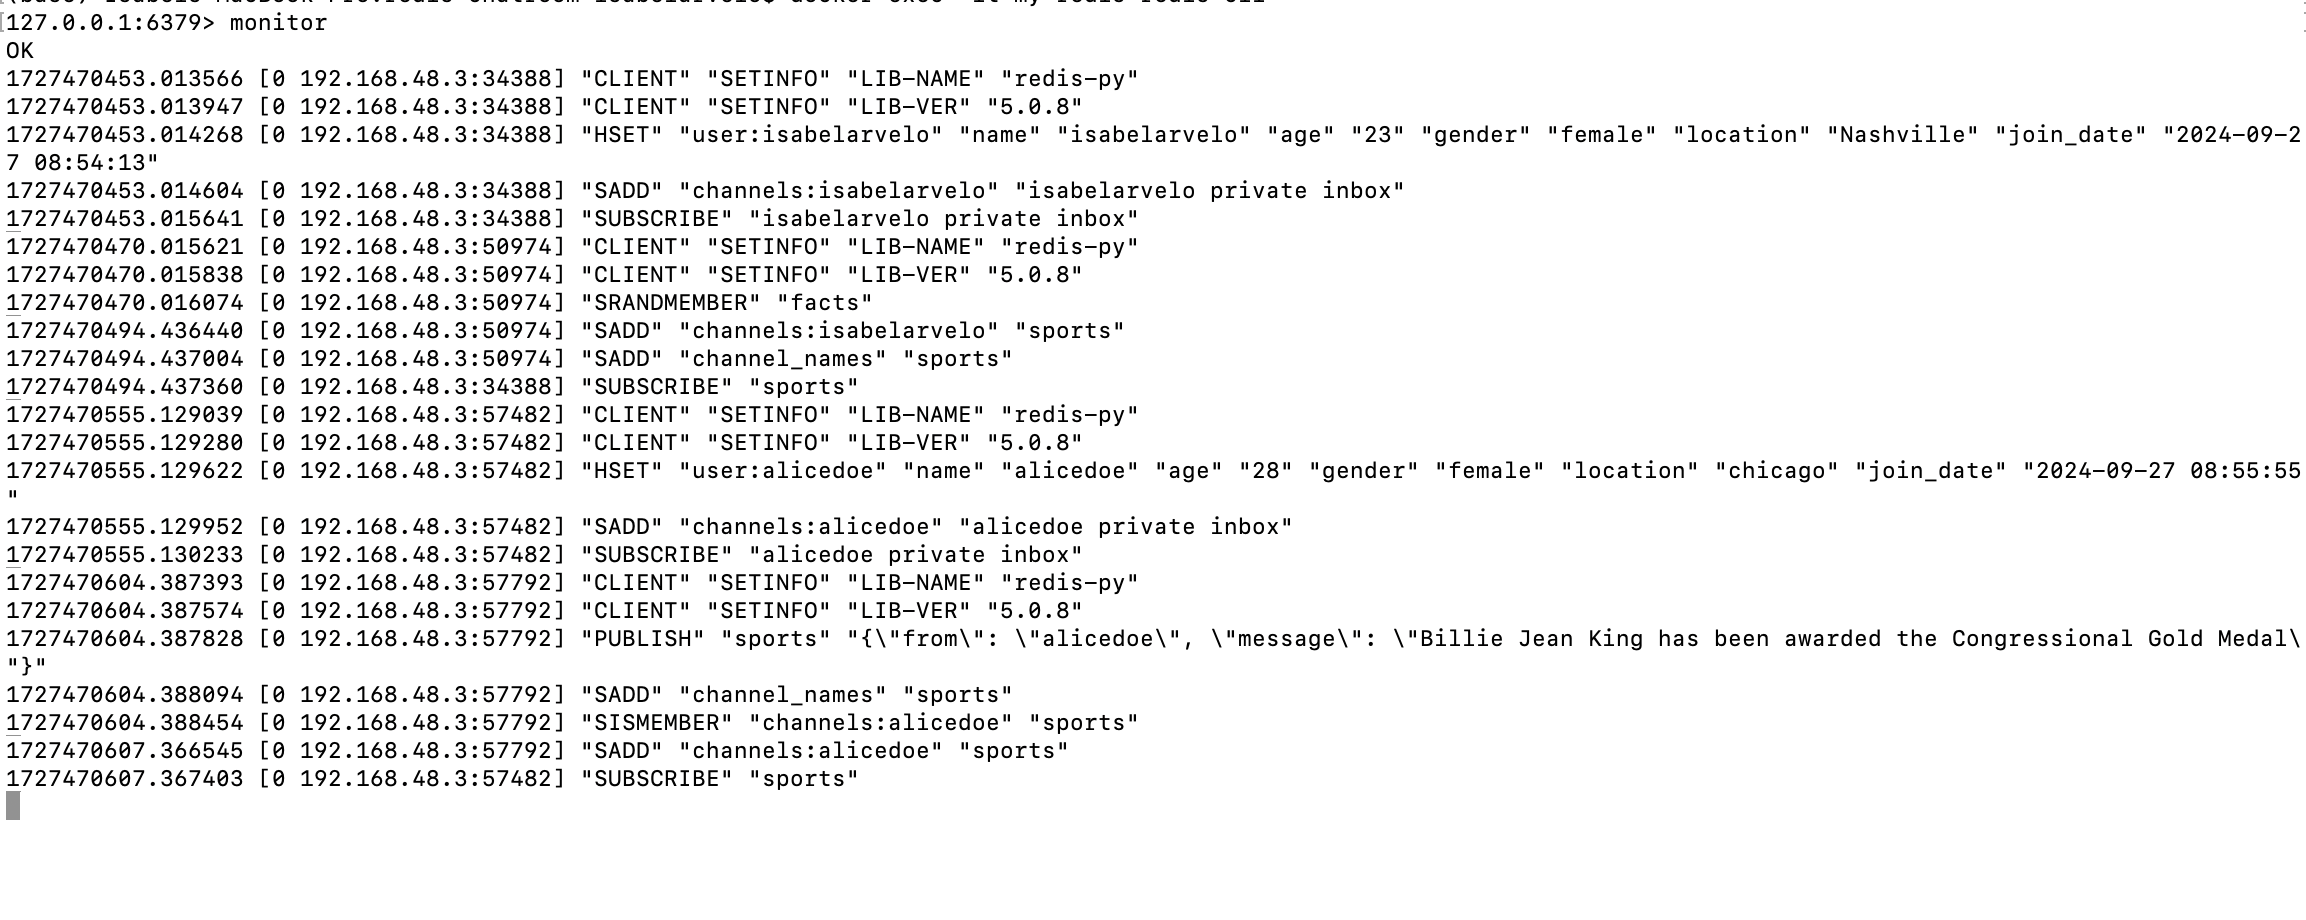 127.0.0.1:6379> monitor
OK
1727470453.013566 [0 192.168.48.3:34388] "CLIENT" "SETINFO" "LIB-NAME" "redis-py"
1727470453.013947 [0 192.168.48.3:34388] "CLIENT" "SETINFO" "LIB-VER" "5.0.8"
1727470453.014268 [0 192.168.48.3:34388] "HSET" "user:isabelarvelo" "name" "isabelarvelo" "age" "23" "gender" "female" "location" "Nashville" "join_date" "2024-09-2
7 08:54:13"
1727470453.014604 [0 192.168.48.3:34388] "SADD" "channels:isabelarvelo" "isabelarvelo private inbox"
1727470453.015641 [0 192.168.48.3:34388] "SUBSCRIBE" "isabelarvelo private inbox"
1727470470.015621 [0 192.168.48.3:50974] "CLIENT" "SETINFO" "LIB-NAME" "redis-py"
1727470470.015838 [0 192.168.48.3:50974] "CLIENT" "SETINFO" "LIB-VER" "5.0.8"
1727470470.016074 [0 192.168.48.3:50974] "SRANDMEMBER" "facts"
1727470494.436440 [0 192.168.48.3:50974] "SADD" "channels:isabelarvelo" "sports"
1727470494.437004 [0 192.168.48.3:50974] "SADD" "channel_names" "sports"
1727470494.437360 [0 192.168.48.3:34388] "SUBSCRIBE" "sports"
1727470555.129039 [0 192.168.48.3:57482] "CLIENT" "SETINFO" "LIB-NAME" "redis-py"
1727470555.129280 [0 192.168.48.3:57482] "CLIENT" "SETINFO" "LIB-VER" "5.0.8"
1727470555.129622 [0 192.168.48.3:57482] "HSET" "user:alicedoe" "name" "alicedoe" "age" "28" "gender" "female" "location" "chicago" "join_date" "2024-09-27 08:55:55
"
1727470555.129952 [0 192.168.48.3:57482] "SADD" "channels:alicedoe" "alicedoe private inbox"
1727470555.130233 [0 192.168.48.3:57482] "SUBSCRIBE" "alicedoe private inbox"
1727470604.387393 [0 192.168.48.3:57792] "CLIENT" "SETINFO" "LIB-NAME" "redis-py"
1727470604.387574 [0 192.168.48.3:57792] "CLIENT" "SETINFO" "LIB-VER" "5.0.8"
1727470604.387828 [0 192.168.48.3:57792] "PUBLISH" "sports" "{\"from\": \"alicedoe\", \"message\": \"Billie Jean King has been awarded the Congressional Gold Medal\
"}"
1727470604.388094 [0 192.168.48.3:57792] "SADD" "channel_names" "sports"
1727470604.388454 [0 192.168.48.3:57792] "SISMEMBER" "channels:alicedoe" "sports"
1727470607.366545 [0 192.168.48.3:57792] "SADD" "channels:alicedoe" "sports"
1727470607.367403 [0 192.168.48.3:57482] "SUBSCRIBE" "sports"